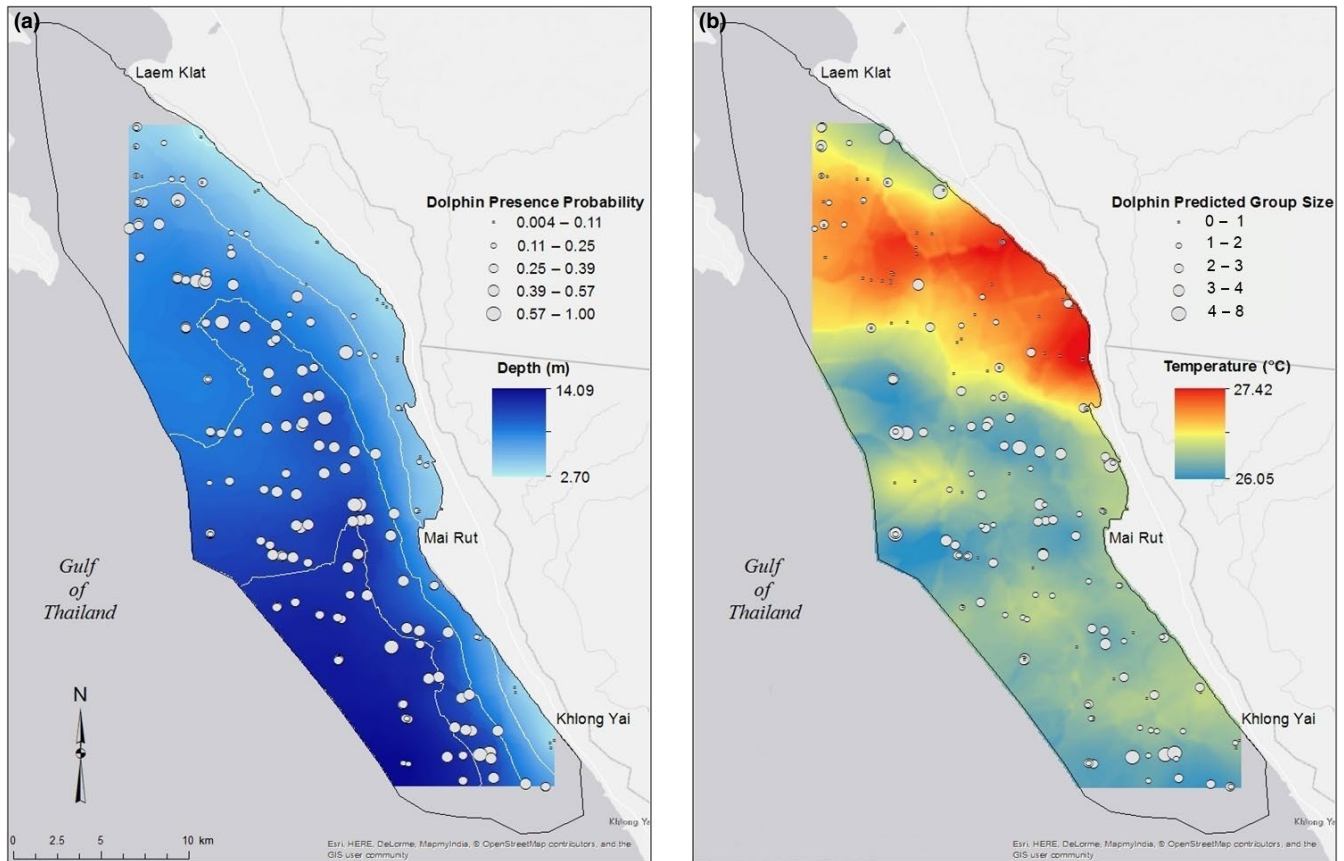 (a)
Laem Klat
Dolphin Presence Probability
0.004 – 0.11
0.11 – 0.25
0.25 – 0.39
0.39 – 0.57
0.57 – 1.00
Depth (m)
14.09
2.70
Mai Rut
Gulf
of
Thailand
N
Khlong Yai
Khlong Ya
0 2.5 5 10 km
Esri, HERE, DeLorme, MapmyIndia, © OpenStreetMap contributors, and the
GIS user community
(b)
Laem Klat
Dolphin Predicted Group Size
0 – 1
1 – 2
2 – 3
3 – 4
4 – 8
Temperature (°C)
27.42
26.05
Mai Rut
Gulf
of
Thailand
Khlong Yai
Khlong Ya
Esri, HERE, DeLorme, MapmyIndia, © OpenStreetMap contributors, and the
GIS user community